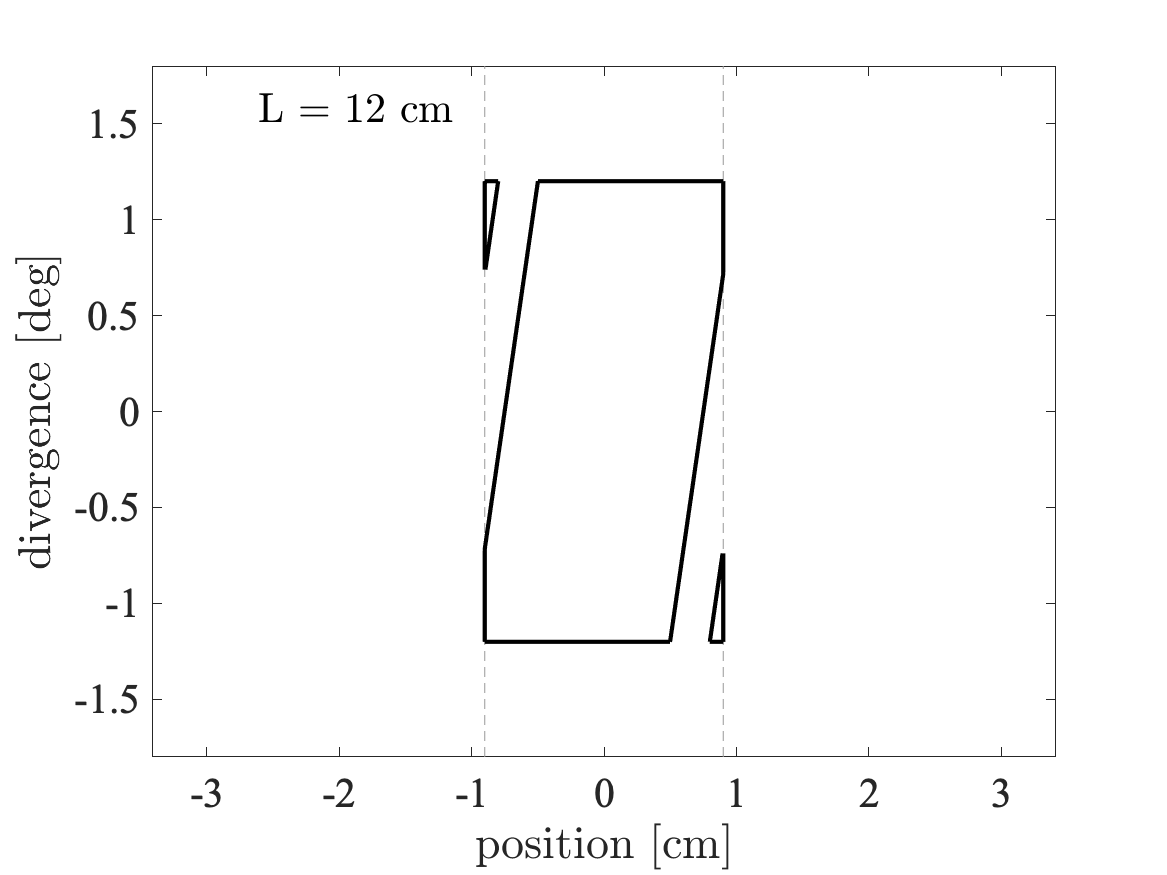 L = 12 cm
1.5
1
0.5
0
-0.5
-1
-1.5
divergence [deg]
-3 -2 -1 0 1 2 3
position [cm]